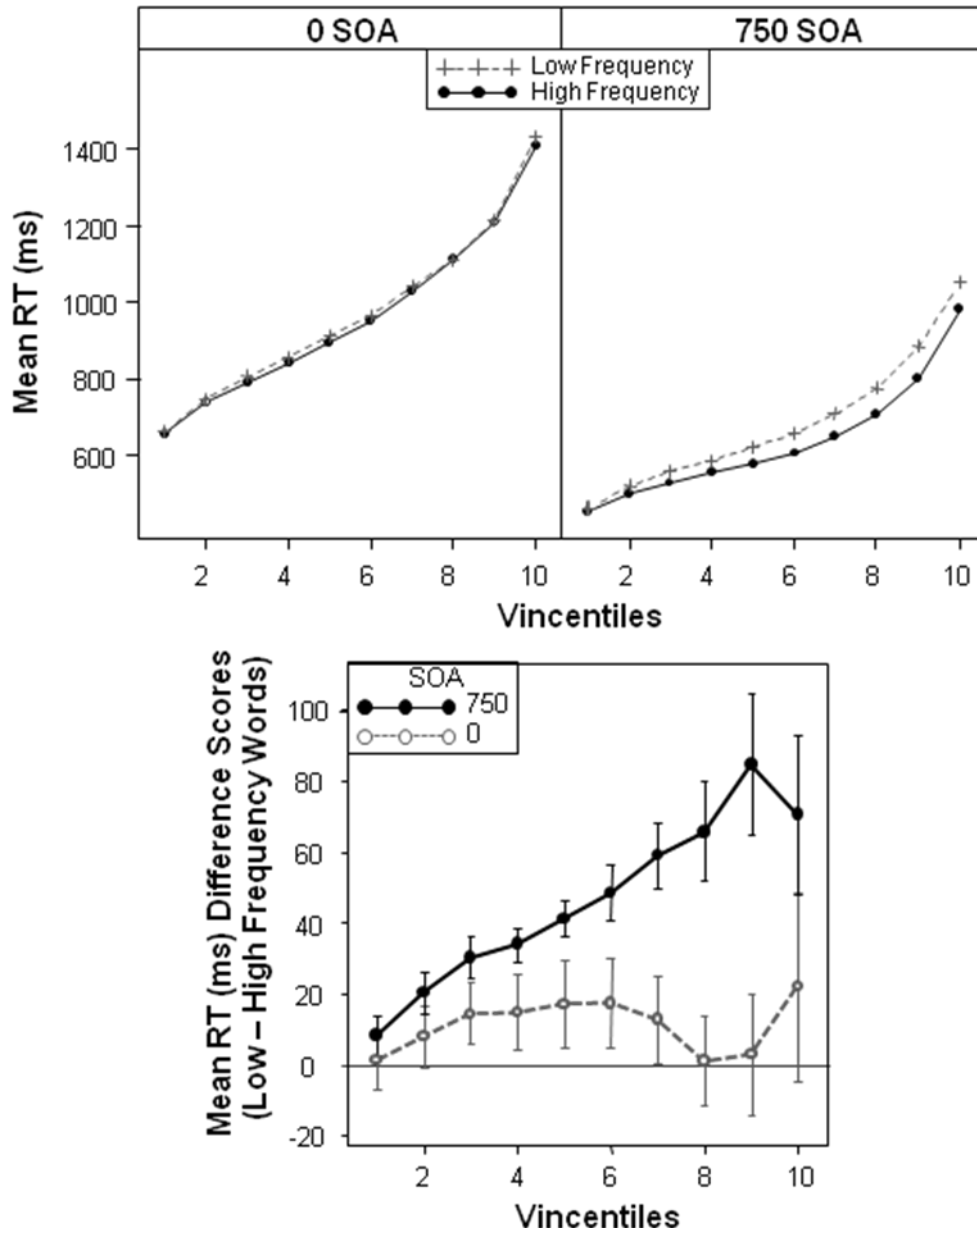 0 SOA
750 SOA
Low Frequency
High Frequency
Mean RT (ms)
1400
1200
1000
800
600
2 4 6 8 10
2 4 6 8 10
Vincentiles
Mean RT (ms) Difference Scores
(Low – High Frequency Words)
SOA
750
0
100
80
60
40
20
0
-20
2 4 6 8 10
Vincentiles